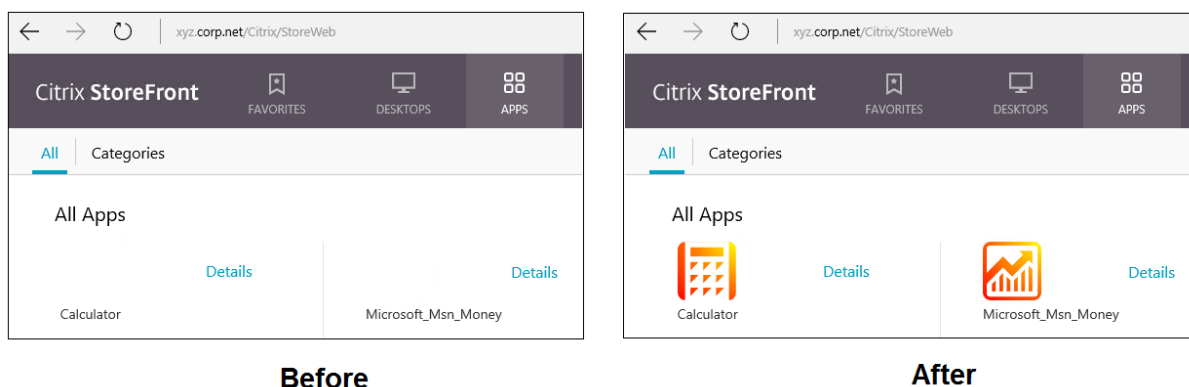 xyz.corp.net/Citrix/StoreWeb
Citrix StoreFront
FAVORITES
DESKTOPS
APPS
All
Categories
All Apps
Details
Details
Calculator
Microsoft_Msn_Money
Before
xyz.corp.net/Citrix/StoreWeb
Citrix StoreFront
FAVORITES
DESKTOPS
APPS
All
Categories
All Apps
Details
Details
Calculator
Microsoft_Msn_Money
After